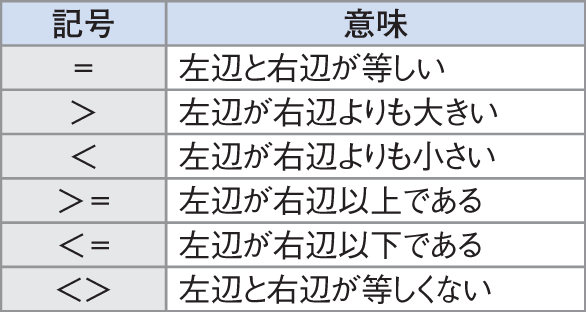 記号 意味
= 左辺と右辺が等しい
＞ 左辺が右辺よりも大きい
＜ 左辺が右辺よりも小さい
＞= 左辺が右辺以上である
＜= 左辺が右辺以下である
＜＞ 左辺と右辺が等しくない